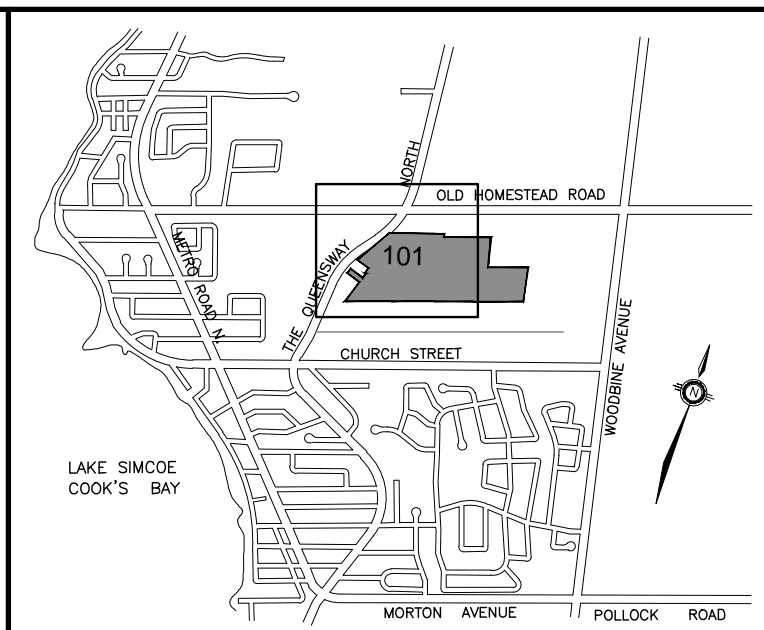 NORTH
OLD HOMESTEAD ROAD
101
METRO ROAD N.
THE QUEENSWAY
CHURCH STREET
WOODBINE AVENUE
N
LAKE SIMCOE
COOK'S BAY
MORTON AVENUE
POLLOCK ROAD